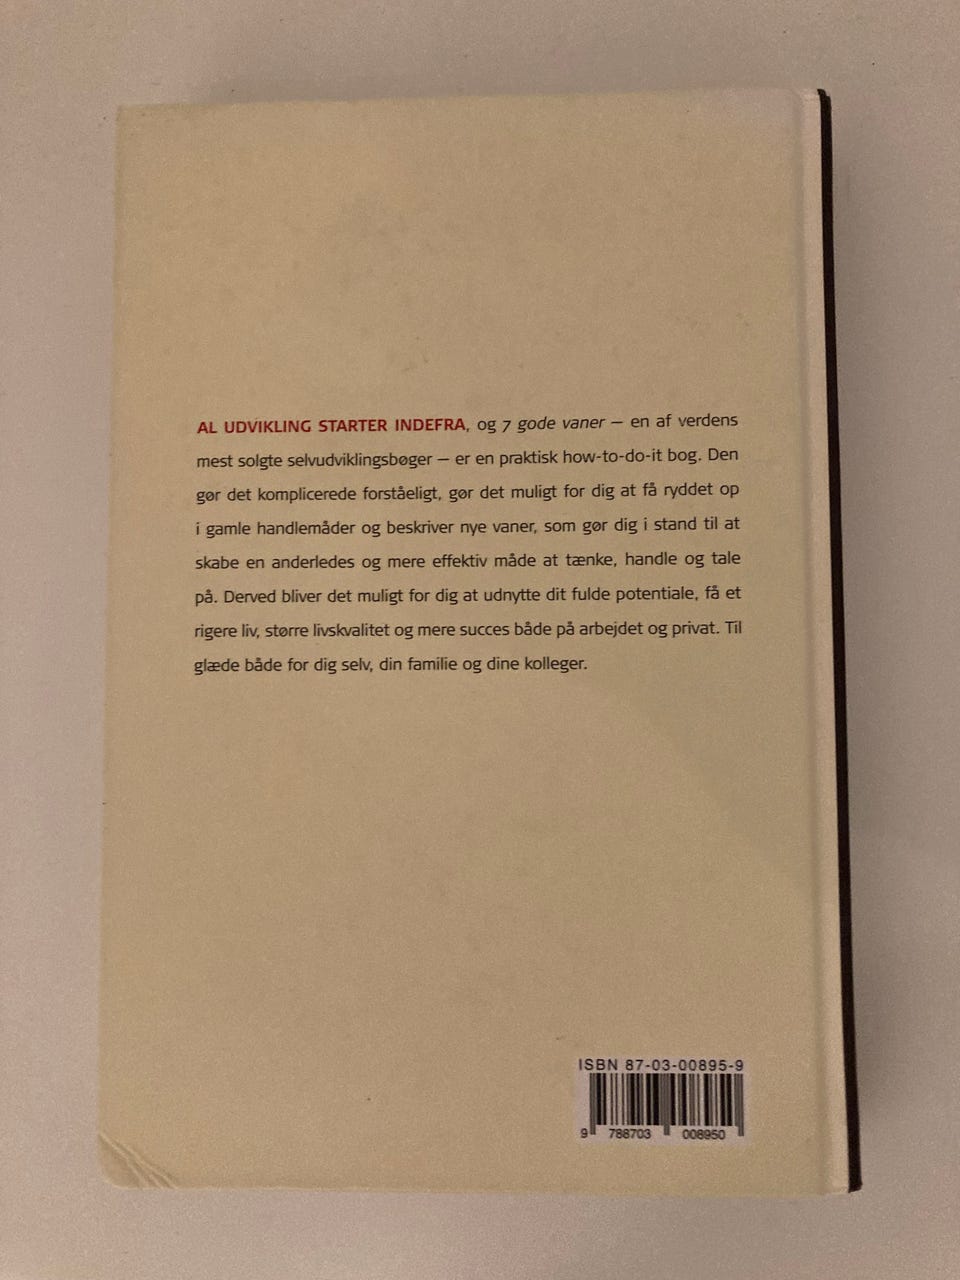 AL UDVIKLING STARTER INDEFRA, og 7 gode vaner – en af verdens
mest solgte selvudviklingsbøger – er en praktisk how-to-do-it bog. Den
gør det komplicerede forståeligt, gør det muligt for dig at få ryddet op
i gamle handlemåder og beskriver nye vaner, som gør dig i stand til at
skabe en anderledes og mere effektiv måde at tænke, handle og tale
på. Derved bliver det muligt for dig at udnytte dit fulde potentiale, få et
rigere liv, større livskvalitet og mere succes både på arbejdet og privat. Til
glæde både for dig selv, din familie og dine kolleger.
ISBN 87-03-00895-9
9 788703 008950